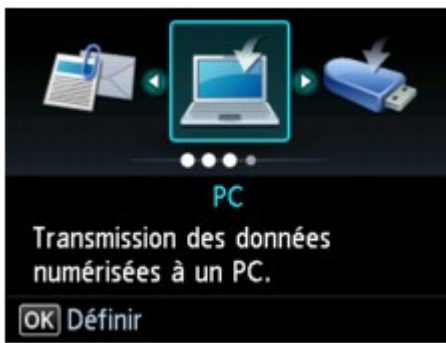 PC
Transmission des données
numérisées à un PC.
OK Définir